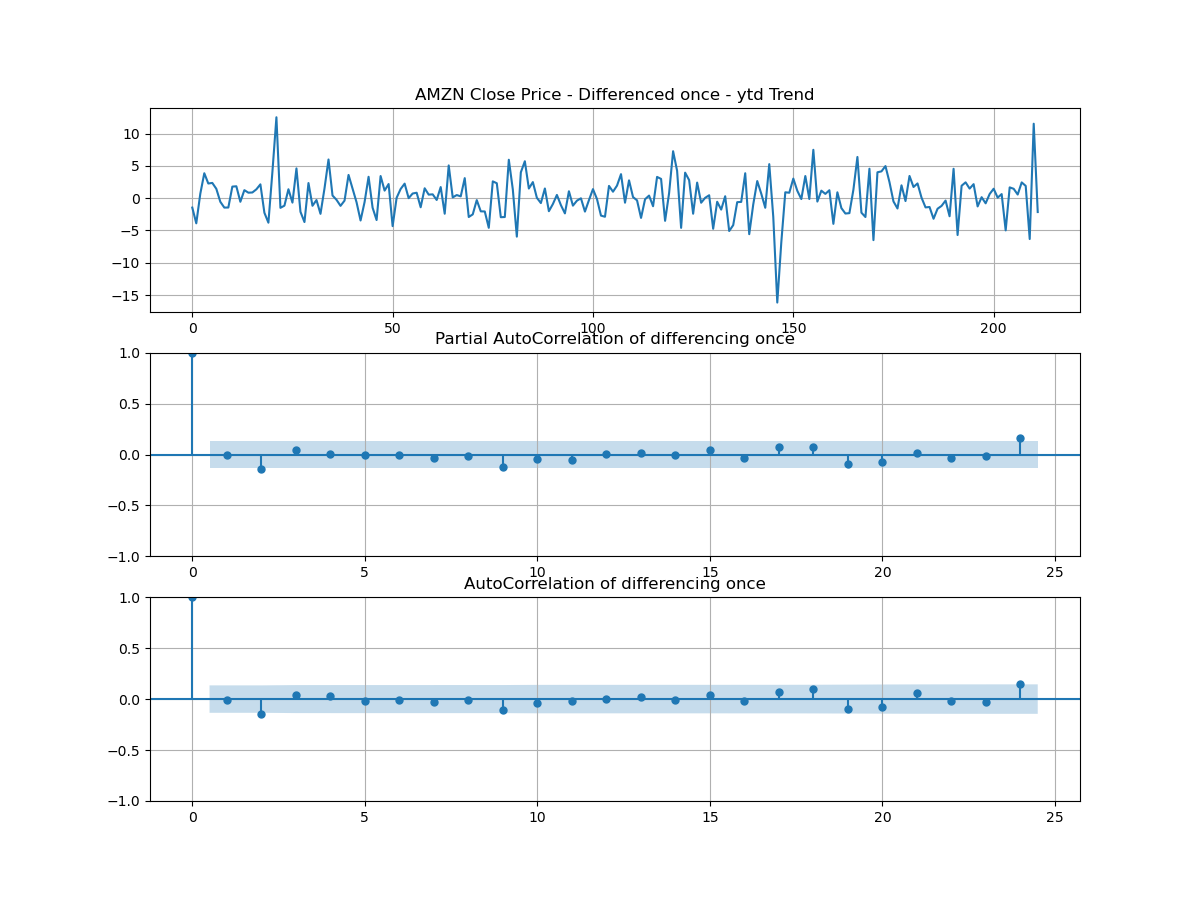 AMZN Close Price - Differenced once - ytd Trend
10
5
0
−5
−10
−15
0 50 100 150 200
Partial AutoCorrelation of differencing once
1.0
0.5
0.0
−0.5
−1.0
0 5 10 15 20 25
AutoCorrelation of differencing once
1.0
0.5
0.0
−0.5
−1.0
0 5 10 15 20 25